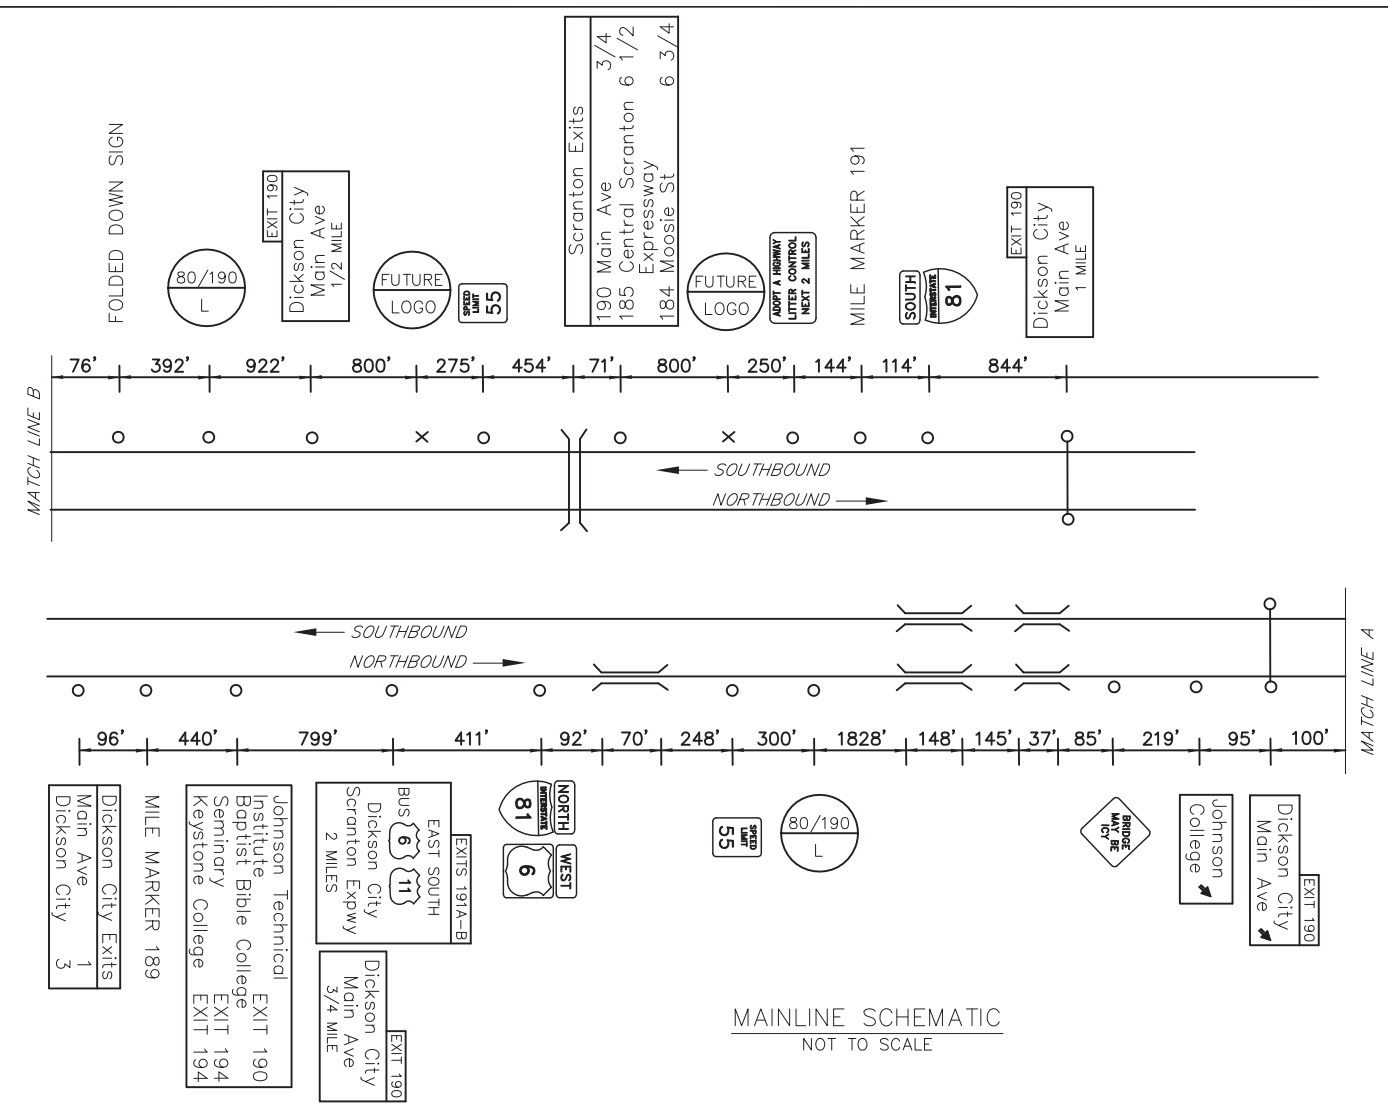 FOLDED DOWN SIGN
80/190
L
EXIT 190
Dickson City
Main Ave
1/2 MILE
FUTURE
LOGO
SPEED
LIMIT
55
Scranton Exits
190 Main Ave 3/4
185 Central Scranton 6 1/2
Expressway
184 Moosie St 6 3/4
FUTURE
LOGO
ADOPT A HIGHWAY
LITTER CONTROL
NEXT 2 MILES
MILE MARKER 191
SOUTH
INTERSTATE
81
EXIT 190
Dickson City
Main Ave
1 MILE
76' 392' 922' 800' 275' 454' 71' 800' 250' 144' 114' 844'
MATCH LINE B
SOUTHBOUND
NORTHBOUND
SOUTHBOUND
NORTHBOUND
MATCH LINE A
96' 440' 799' 411' 92' 70' 248' 300' 1828' 148' 145' 37' 85' 219' 95' 100'
Dickson City Exits
Main Ave 1
Dickson City 3
MILE MARKER 189
Johnson Technical
Institute EXIT 190
Baptist Bible College
Seminary EXIT 194
Keystone College EXIT 194
EXITS 191A-B
EAST SOUTH
BUS 6 11
Dickson City
Scranton Expwy
2 MILES
EXIT 190
Dickson City
Main Ave
3/4 MILE
NORTH
INTERSTATE
81
WEST
6
SPEED
LIMIT
55
80/190
L
BRIDGE
MAY BE
ICY
Johnson
College
EXIT 190
Dickson City
Main Ave
MAINLINE SCHEMATIC
NOT TO SCALE